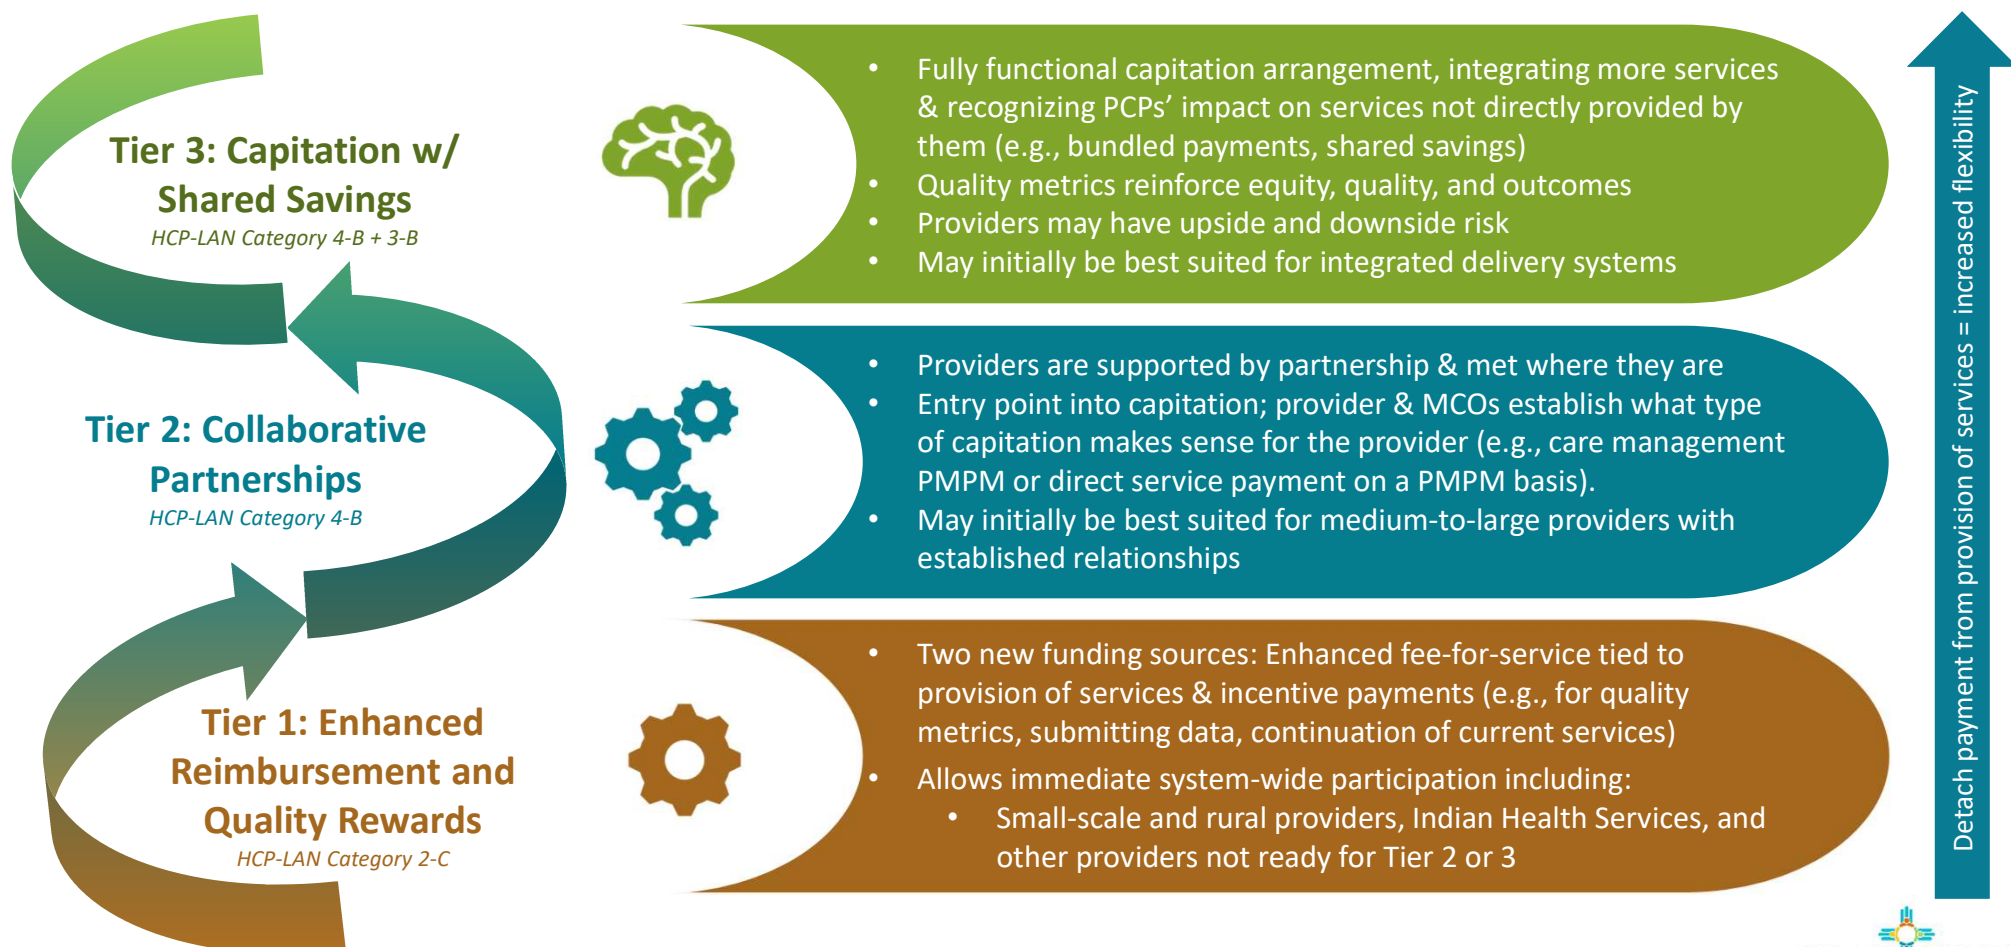 Tier 3: Capitation w/
Shared Savings
HCP-LAN Category 4-B + 3-B
• Fully functional capitation arrangement, integrating more services
& recognizing PCPs’ impact on services not directly provided by
them (e.g., bundled payments, shared savings)
• Quality metrics reinforce equity, quality, and outcomes
• Providers may have upside and downside risk
• May initially be best suited for integrated delivery systems
Tier 2: Collaborative
Partnerships
HCP-LAN Category 4-B
• Providers are supported by partnership & met where they are
• Entry point into capitation; provider & MCOs establish what type
of capitation makes sense for the provider (e.g., care management
PMPM or direct service payment on a PMPM basis).
• May initially be best suited for medium-to-large providers with
established relationships
Tier 1: Enhanced
Reimbursement and
Quality Rewards
HCP-LAN Category 2-C
• Two new funding sources: Enhanced fee-for-service tied to
provision of services & incentive payments (e.g., for quality
metrics, submitting data, continuation of current services)
• Allows immediate system-wide participation including:
• Small-scale and rural providers, Indian Health Services, and
other providers not ready for Tier 2 or 3
Detach payment from provision of services = increased flexibility